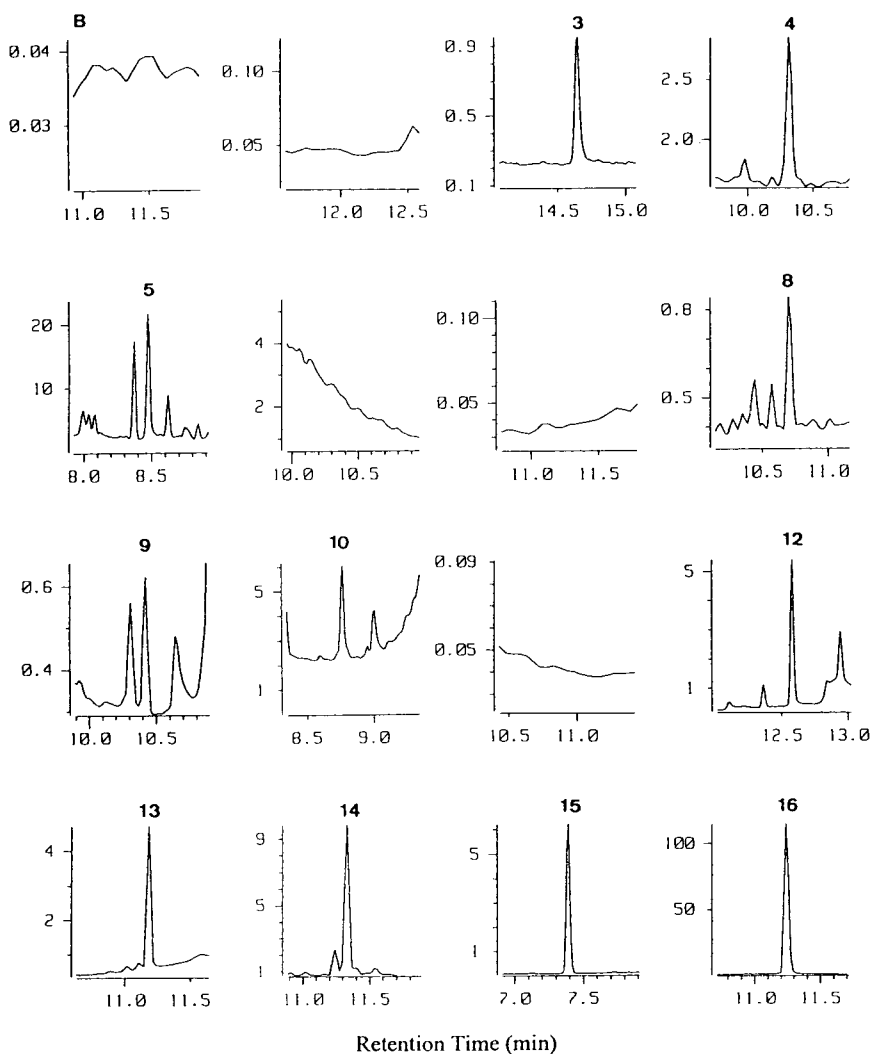 B 3 4
0.04 0.10 0.9 2.5
0.03 0.05 0.5 2.0
0.1
11.0 11.5 12.0 12.5 14.5 15.0 10.0 10.5
5 8
20 4 0.10 0.8
10 2 0.05 0.5
8.0 8.5 10.0 10.5 11.0 11.5 10.5 11.0
9 10 12
0.6 5 0.09 5
0.4 1 0.05 1
10.0 10.5 8.5 9.0 10.5 11.0 12.5 13.0
13 14 15 16
4 9 5 100
2 5 1 50
1
11.0 11.5 11.0 11.5 7.0 7.5 11.0 11.5
Retention Time (min)